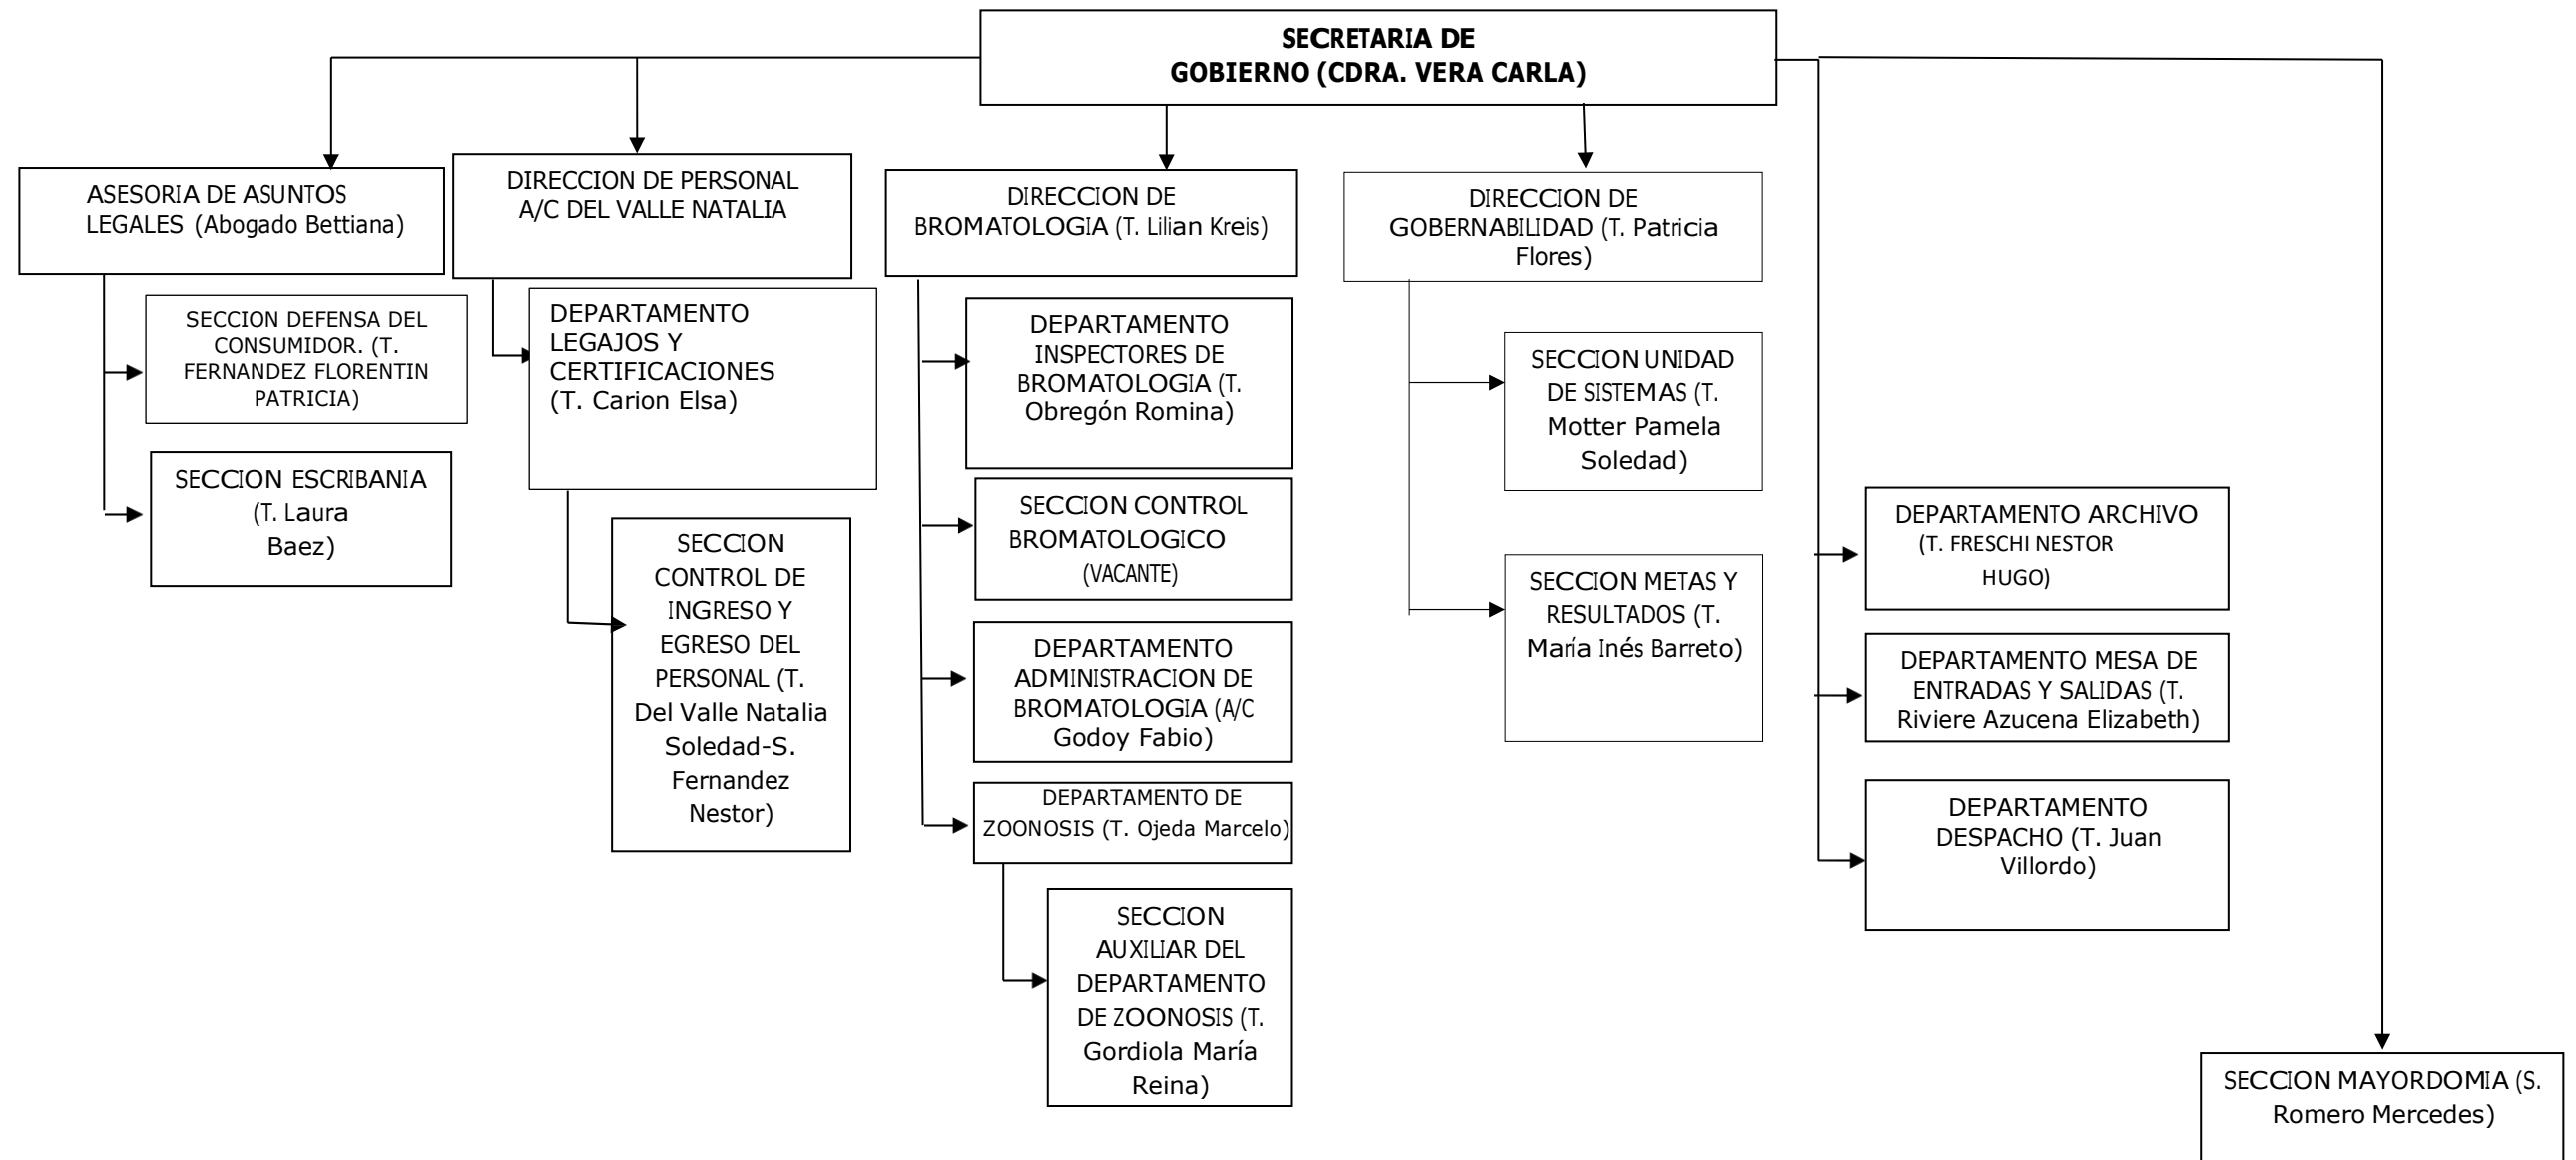 SECRETARIA DE
GOBIERNO (CDRA. VERA CARLA)
ASESORIA DE ASUNTOS
LEGALES (Abogado Bettiana)
DIRECCION DE PERSONAL
A/C DEL VALLE NATALIA
DIRECCION DE
BROMATOLOGIA (T. Lilian Kreis)
DIRECCION DE
GOBERNABILIDAD (T. Patricia
Flores)
SECCION DEFENSA DEL
CONSUMIDOR. (T.
FERNANDEZ FLORENTIN
PATRICIA)
SECCION ESCRIBANIA
(T. Laura
Baez)
DEPARTAMENTO
LEGAJOS Y
CERTIFICACIONES
(T. Carion Elsa)
SECCION
CONTROL DE
INGRESO Y
EGRESO DEL
PERSONAL (T.
Del Valle Natalia
Soledad-S.
Fernandez
Nestor)
DEPARTAMENTO
INSPECTORES DE
BROMATOLOGIA (T.
Obregón Romina)
SECCION CONTROL
BROMATOLOGICO
(VACANTE)
DEPARTAMENTO
ADMINISTRACION DE
BROMATOLOGIA (A/C
Godoy Fabio)
DEPARTAMENTO DE
ZOONOSIS (T. Ojeda Marcelo)
SECCION
AUXILIAR DEL
DEPARTAMENTO
DE ZOONOSIS (T.
Gordiola María
Reina)
SECCION UNIDAD
DE SISTEMAS (T.
Motter Pamela
Soledad)
SECCION METAS Y
RESULTADOS (T.
María Inés Barreto)
DEPARTAMENTO ARCHIVO
(T. FRESCHI NESTOR
HUGO)
DEPARTAMENTO MESA DE
ENTRADAS Y SALIDAS (T.
Riviere Azucena Elizabeth)
DEPARTAMENTO
DESPACHO (T. Juan
Villordo)
SECCION MAYORDOMIA (S.
Romero Mercedes)